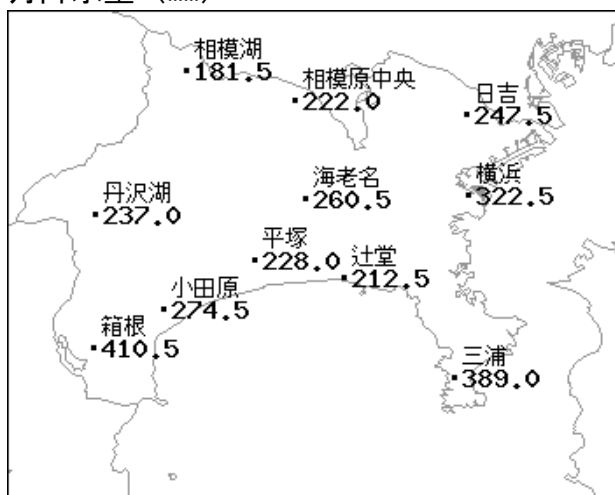 相模湖
181.5
相模原中央
222.0
日吉
247.5
丹沢湖
237.0
海老名
260.5
横浜
322.5
平塚
228.0
辻堂
212.5
小田原
274.5
箱根
410.5
三浦
389.0